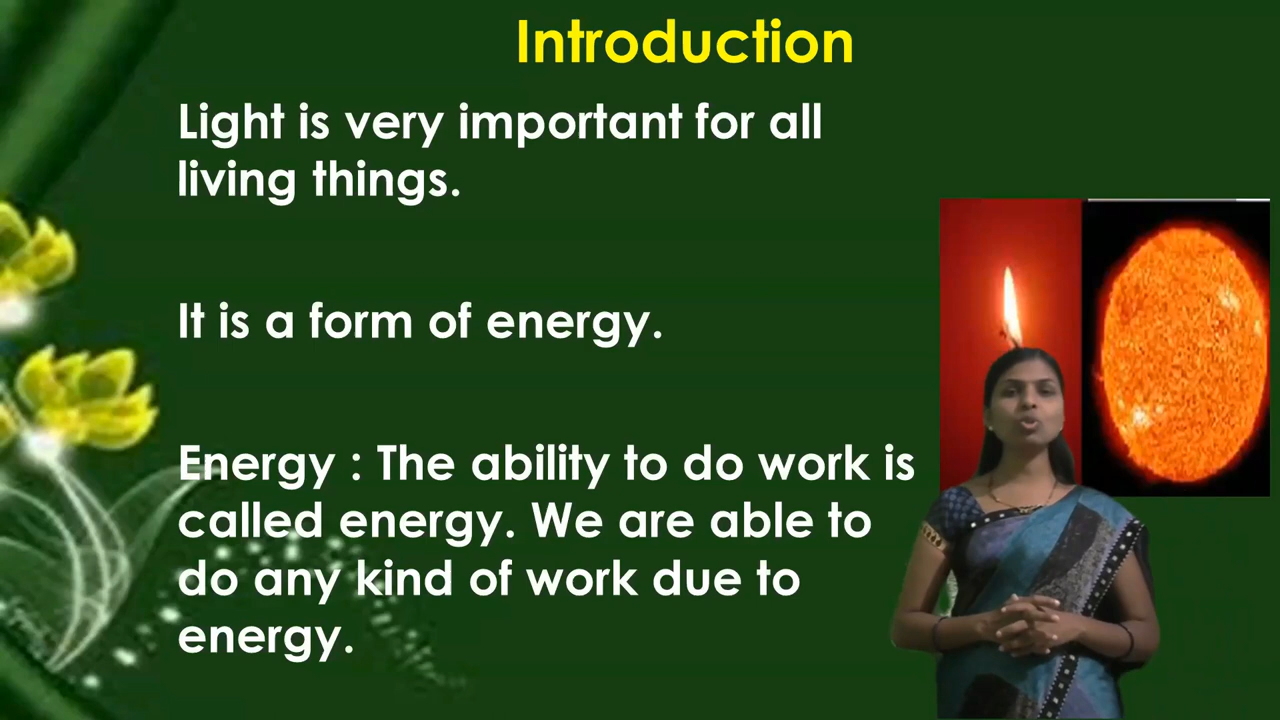 Introduction
Light is very important for all
living things.
It is a form of energy.
Energy : The ability to do work is
called energy. We are able to
do any kind of work due to
energy.